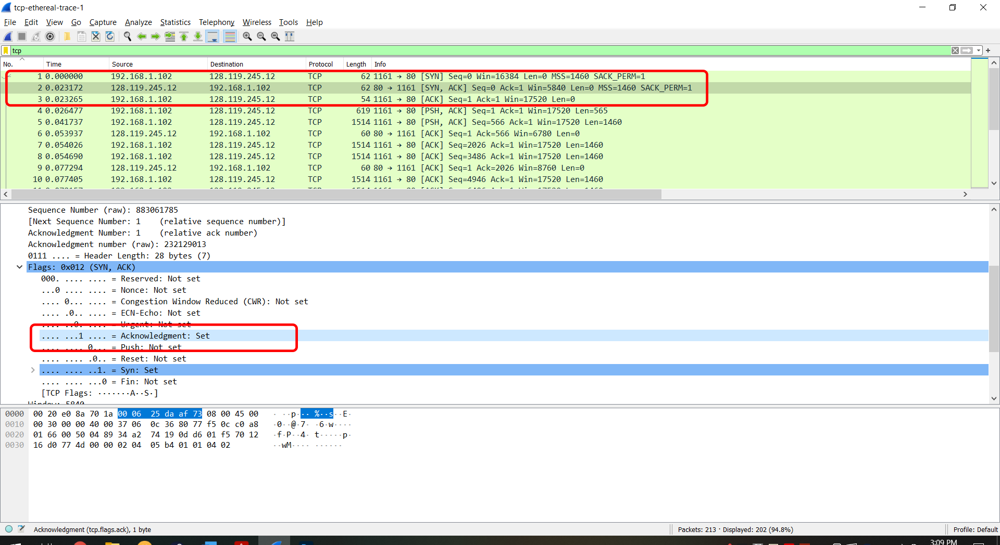 tcp-ethereal-trace-1
File Edit View Go Capture Analyze Statistics Telephony Wireless Tools Help
tcp
No. Time Source Destination Protocol Length Info
1 0.000000 192.168.1.102 128.119.245.12 TCP 62 1161 → 80 [SYN] Seq=0 Win=16384 Len=0 MSS=1460 SACK_PERM=1
2 0.023172 128.119.245.12 192.168.1.102 TCP 62 80 → 1161 [SYN, ACK] Seq=0 Ack=1 Win=5840 Len=0 MSS=1460 SACK_PERM=1
3 0.023265 192.168.1.102 128.119.245.12 TCP 54 1161 → 80 [ACK] Seq=1 Ack=1 Win=17520 Len=0
4 0.026477 192.168.1.102 128.119.245.12 TCP 619 1161 → 80 [PSH, ACK] Seq=1 Ack=1 Win=17520 Len=565
5 0.041737 192.168.1.102 128.119.245.12 TCP 1514 1161 → 80 [PSH, ACK] Seq=566 Ack=1 Win=17520 Len=1460
6 0.053937 128.119.245.12 192.168.1.102 TCP 60 80 → 1161 [ACK] Seq=1 Ack=566 Win=6780 Len=0
7 0.054026 192.168.1.102 128.119.245.12 TCP 1514 1161 → 80 [ACK] Seq=2026 Ack=1 Win=17520 Len=1460
8 0.054690 192.168.1.102 128.119.245.12 TCP 1514 1161 → 80 [ACK] Seq=3486 Ack=1 Win=17520 Len=1460
9 0.077294 128.119.245.12 192.168.1.102 TCP 60 80 → 1161 [ACK] Seq=1 Ack=2026 Win=8760 Len=0
10 0.077405 192.168.1.102 128.119.245.12 TCP 1514 1161 → 80 [ACK] Seq=4946 Ack=1 Win=17520 Len=1460
Sequence Number (raw): 883061785
[Next Sequence Number: 1 (relative sequence number)]
Acknowledgment Number: 1 (relative ack number)
Acknowledgment number (raw): 232129013
0111 .... = Header Length: 28 bytes (7)
Flags: 0x012 (SYN, ACK)
000. .... .... = Reserved: Not set
...0 .... .... = Nonce: Not set
.... 0... .... = Congestion Window Reduced (CWR): Not set
.... .0.. .... = ECN-Echo: Not set
.... ..0. .... = Urgent: Not set
.... ...1 .... = Acknowledgment: Set
.... .... 0... = Push: Not set
.... .... .0.. = Reset: Not set
.... .... ..1. = Syn: Set
.... .... ...0 = Fin: Not set
[TCP Flags: ·······A··S·]
Window: 5840
0000 00 20 e0 8a 70 1a 00 06 25 da af 73 08 00 45 00 · ··p··· %··s··E·
0010 00 30 00 00 40 00 37 06 0c 36 80 77 f5 0c c0 a8 ·0··@·7· ·6·w····
0020 01 66 00 50 04 89 34 a2 74 19 0d d6 01 f5 70 12 ·f·P··4· t·····p·
0030 16 d0 77 4d 00 00 02 04 05 b4 01 01 04 02 ··wM···· ······
Acknowledgment (tcp.flags.ack), 1 byte
Packets: 213 · Displayed: 202 (94.8%)
Profile: Default
3:09 PM